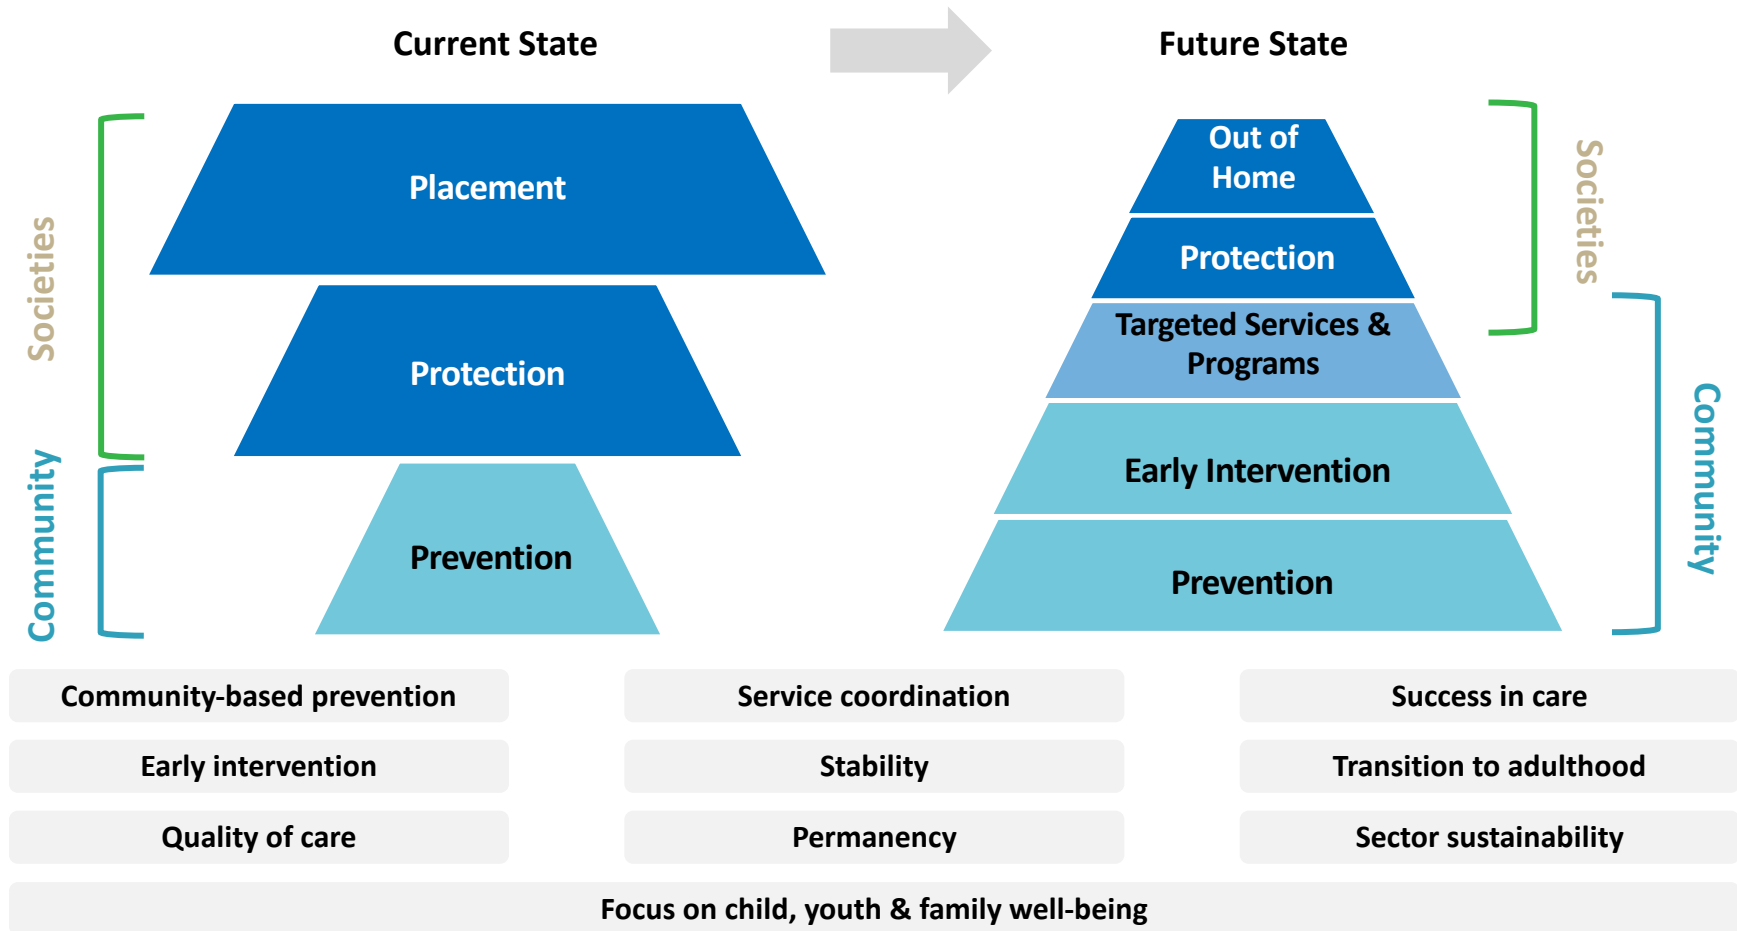 Current State
Future State
Societies
Community
Placement
Protection
Prevention
Out of
Home
Protection
Targeted Services &
Programs
Early Intervention
Prevention
Societies
Community
Community-based prevention
Service coordination
Success in care
Early intervention
Stability
Transition to adulthood
Quality of care
Permanency
Sector sustainability
Focus on child, youth & family well-being